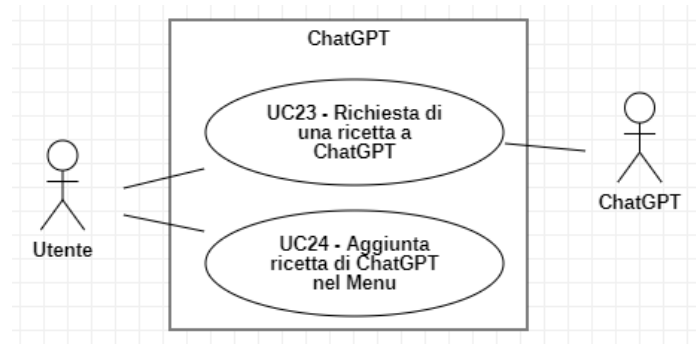 ChatGPT
UC23 - Richiesta di
una ricetta a
ChatGPT
ChatGPT
Utente
UC24 - Aggiunta
ricetta di ChatGPT
nel Menu